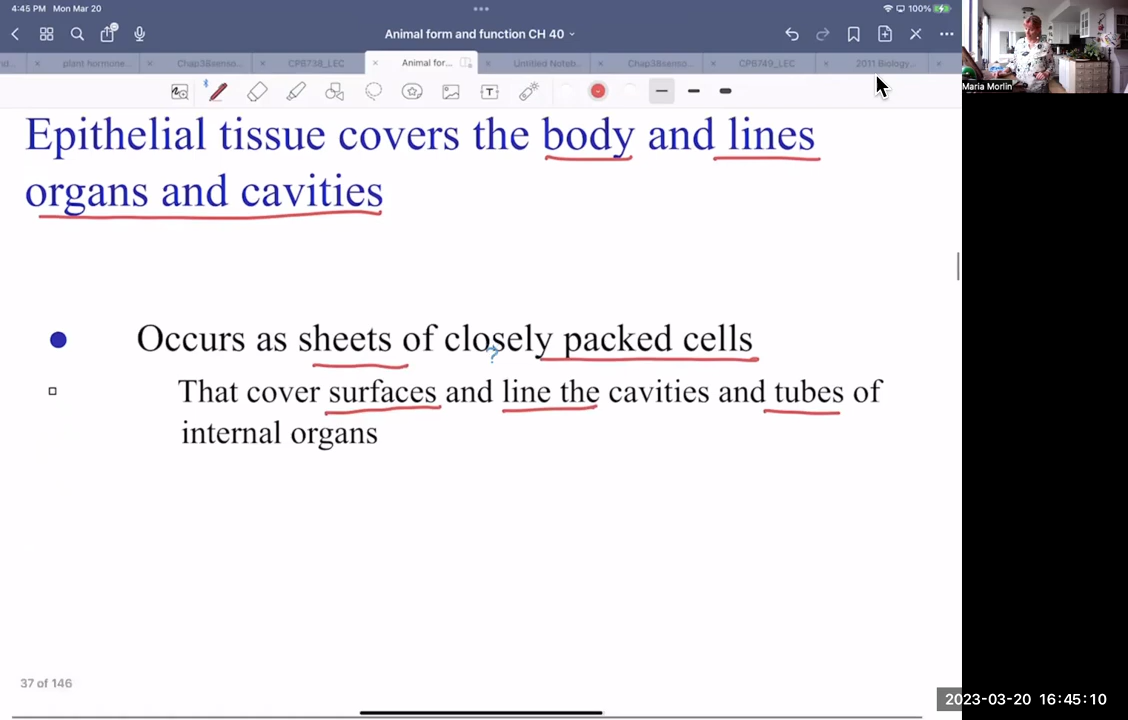 4:45 PM Mon Mar 20
100%
Animal form and function CH 40
nd...
plant hormone...
Chap38senso...
CPB738_LEC
Animal for...
Untitled Noteb...
Chap38senso...
CPB749_LEC
2011 Biology...
T
Maria Morlin
Epithelial tissue covers the body and lines
organs and cavities
Occurs as sheets of closely packed cells
?
That cover surfaces and line the cavities and tubes of
internal organs
37 of 146
2023-03-20 16:45:10